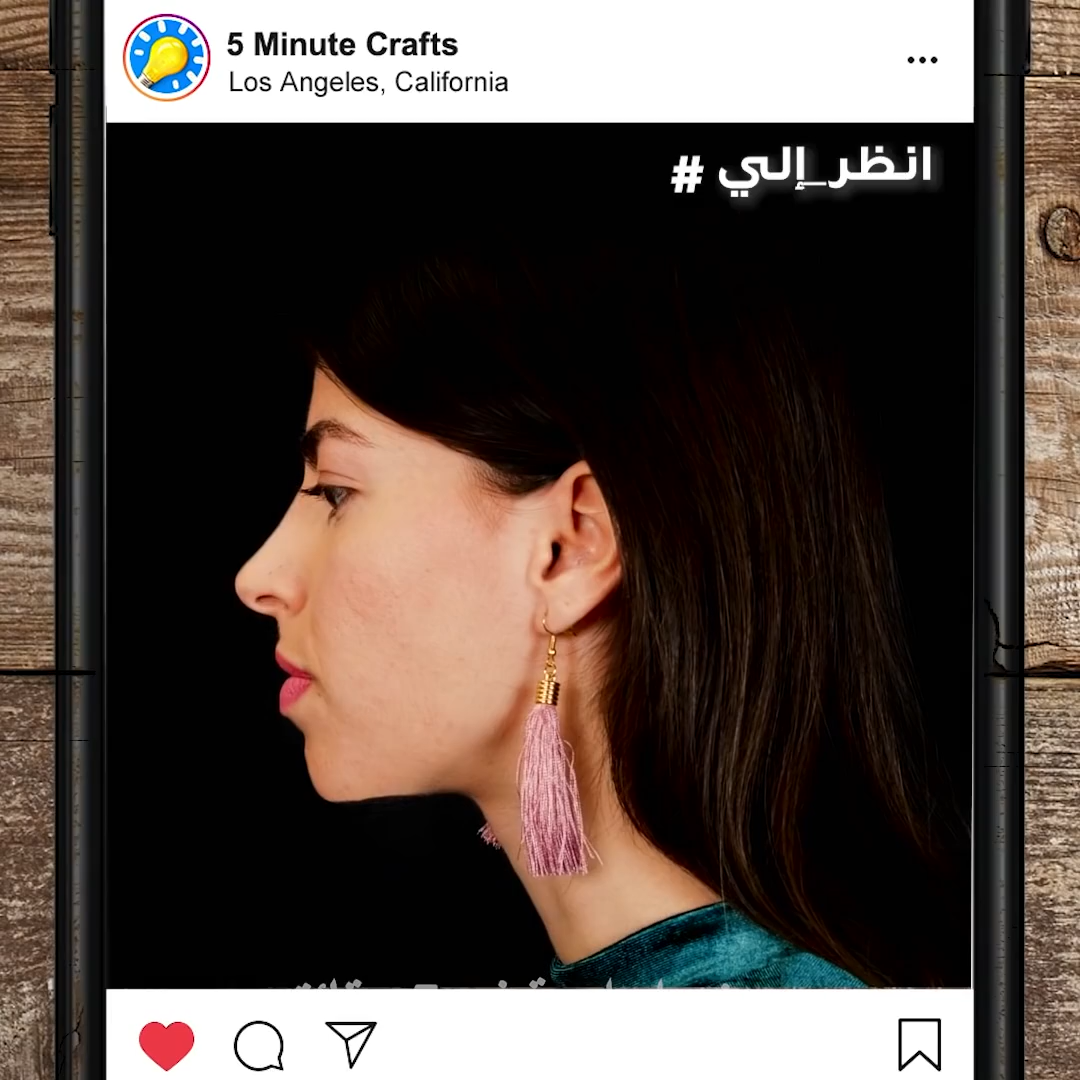 5 Minute Crafts
Los Angeles, California
#انظر_إلي